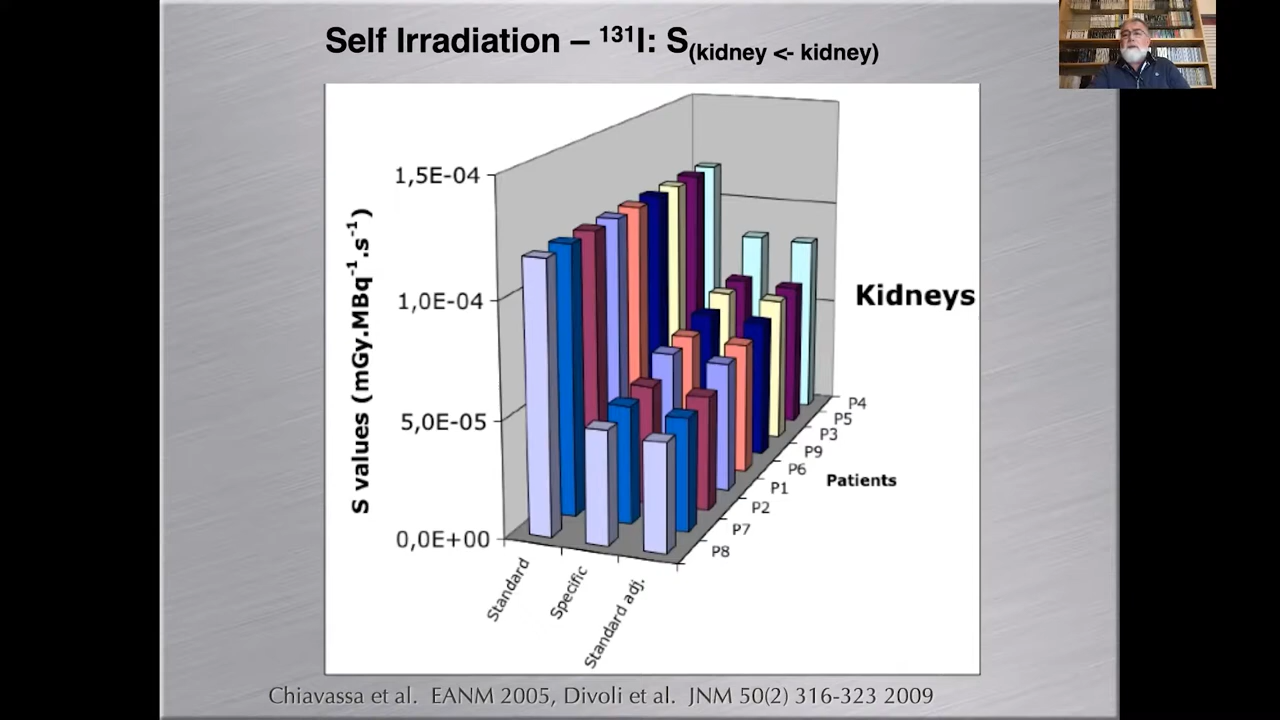 Self Irradiation – ¹³¹I: S(kidney <- kidney)
S values (mGy.MBq⁻¹.s⁻¹)
1,5E-04
1,0E-04
5,0E-05
0,0E+00
Kidneys
P4
P5
P3
P9
P6
P1
P2
P7
P8
Patients
Standard
Specific
Standard adj.
Chiavassa et al. EANM 2005, Divoli et al. JNM 50(2) 316-323 2009